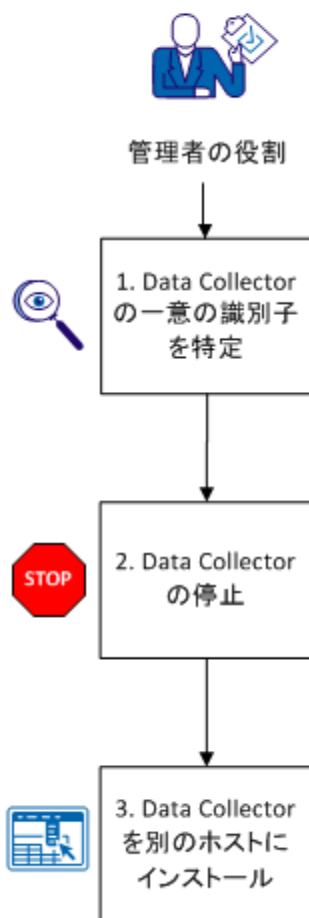 管理者の役割
1. Data Collector
の一意の識別子
を特定
STOP
2. Data Collector
の停止
3. Data Collector
を別のホストに
インストール